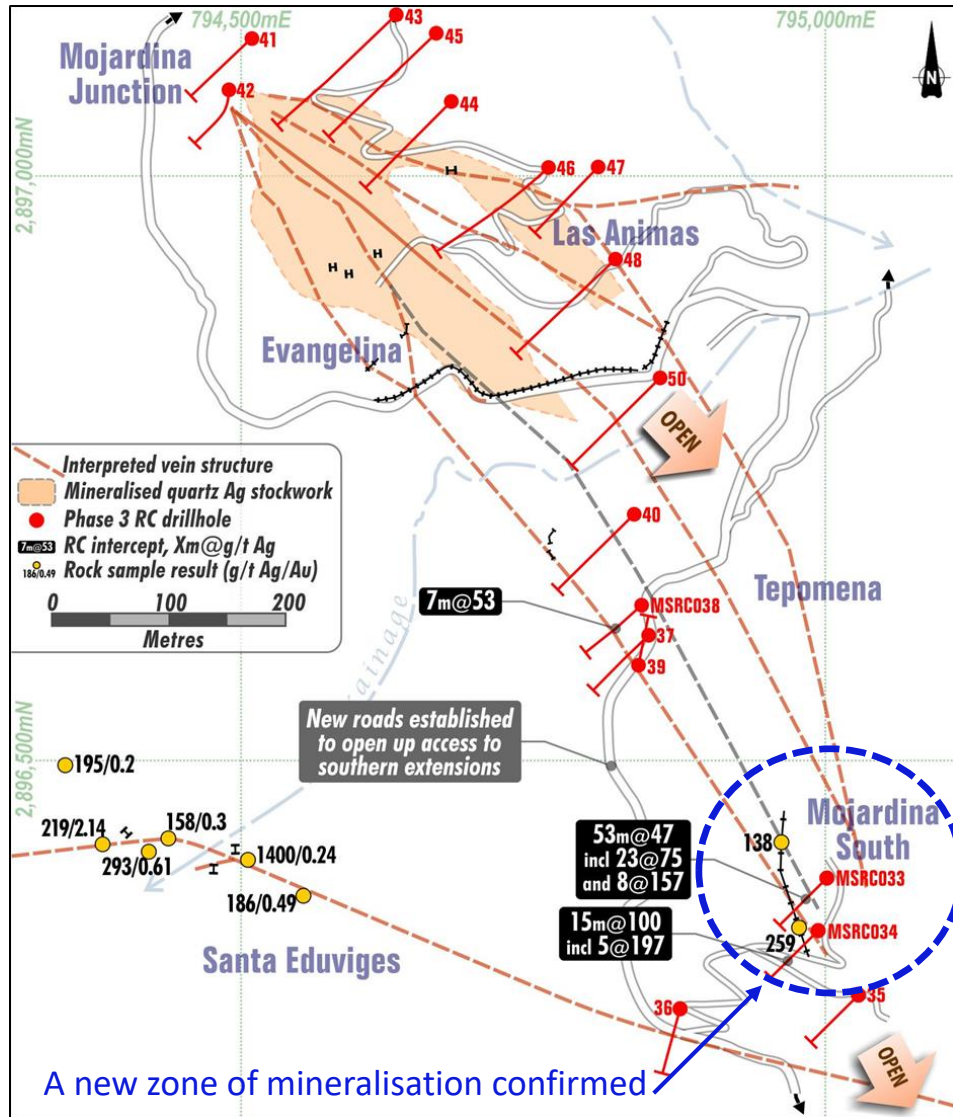 794,500mE
795,000mE
Mojardina
Junction
41
43
45
42
44
N
2,897,000mN
46
47
Las Animas
48
Evangelina
50
OPEN
Interpreted vein structure
Mineralised quartz Ag stockwork
Phase 3 RC drillhole
7m@53 RC intercept, Xm@g/t Ag
186/0.49 Rock sample result (g/t Ag/Au)
0 100 200
Metres
40
Tepomena
7m@53
MSRC038
37
39
ainage
New roads established
to open up access to
southern extensions
2,896,500mN
195/0.2
Mojardina
South
219/2.14
158/0.3
293/0.61
1400/0.24
186/0.49
138
53m@47
incl 23@75
and 8@157
MSRC033
15m@100
incl 5@197
259
MSRC034
Santa Eduviges
36
35
OPEN
A new zone of mineralisation confirmed